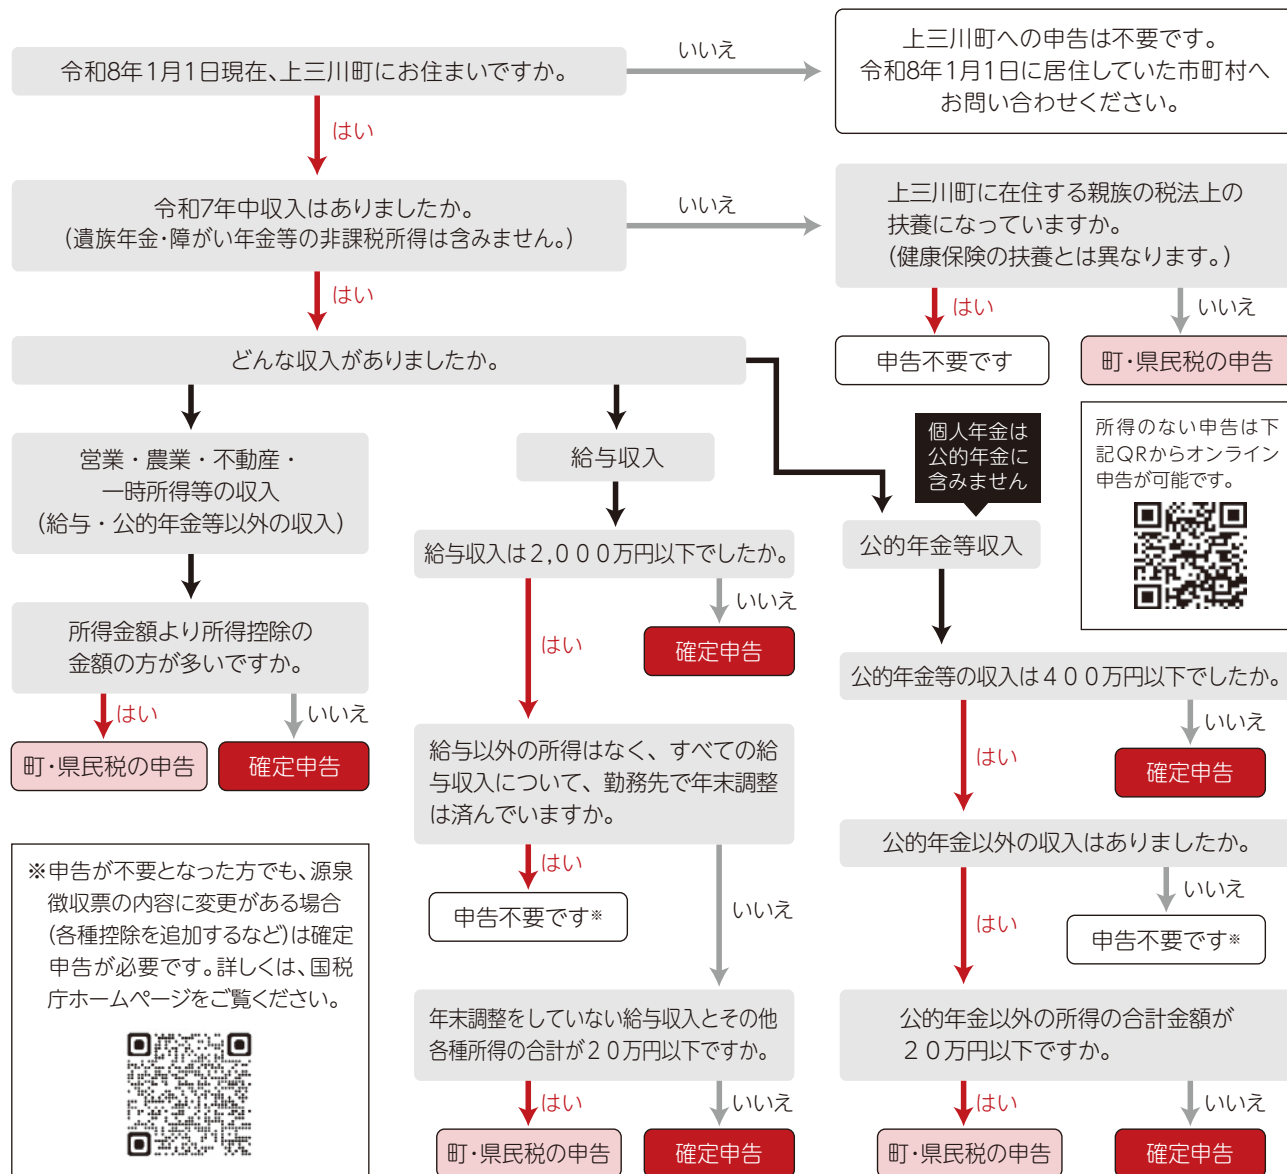 令和8年1月1日現在、上三川町にお住まいですか。
いいえ
上三川町への申告は不要です。
令和8年1月1日に居住していた市町村へ
お問い合わせください。
はい
令和7年中収入はありましたか。
（遺族年金・障がい年金等の非課税所得は含みません。）
いいえ
上三川町に在住する親族の税法上の
扶養になっていますか。
（健康保険の扶養とは異なります。）
はい
はい
いいえ
どんな収入がありましたか。
申告不要です
町・県民税の申告
所得のない申告は下
記QRからオンライン
申告が可能です。
営業・農業・不動産・
一時所得等の収入
（給与・公的年金等以外の収入）
給与収入
個人年金は
公的年金に
含みません
公的年金等収入
給与収入は2,000万円以下でしたか。
いいえ
はい
確定申告
所得金額より所得控除の
金額の方が多いですか。
公的年金等の収入は４００万円以下でしたか。
はい
いいえ
町・県民税の申告
確定申告
いいえ
はい
確定申告
給与以外の所得はなく、すべての給
与収入について、勤務先で年末調整
は済んでいますか。
公的年金以外の収入はありましたか。
はい
申告不要です※
いいえ
いいえ
はい
申告不要です※
※申告が不要となった方でも、源泉
徴収票の内容に変更がある場合
(各種控除を追加するなど)は確定
申告が必要です。詳しくは、国税
庁ホームページをご覧ください。
年末調整をしていない給与収入とその他
各種所得の合計が２０万円以下ですか。
公的年金以外の所得の合計金額が
２０万円以下ですか。
はい
いいえ
はい
いいえ
町・県民税の申告
確定申告
町・県民税の申告
確定申告